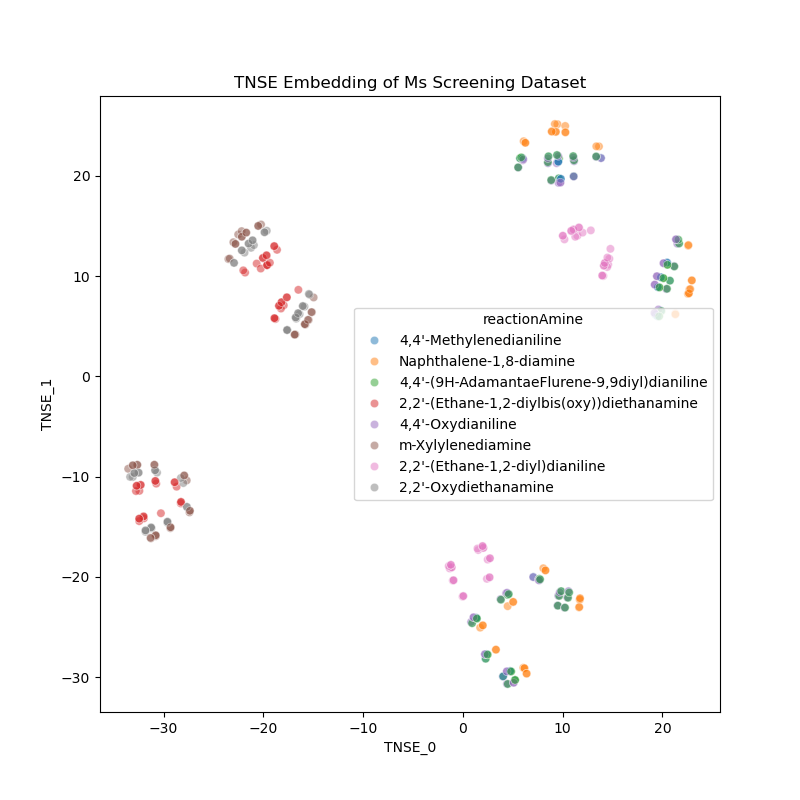 TNSE Embedding of Ms Screening Dataset
20
10
0
−10
−20
−30
TNSE_1
reactionAmine
4,4'-Methylenedianiline
Naphthalene-1,8-diamine
4,4'-(9H-AdamantaeFlurene-9,9diyl)dianiline
2,2'-(Ethane-1,2-diylbis(oxy))diethanamine
4,4'-Oxydianiline
m-Xylylenediamine
2,2'-(Ethane-1,2-diyl)dianiline
2,2'-Oxydiethanamine
−30 −20 −10 0 10 20
TNSE_0